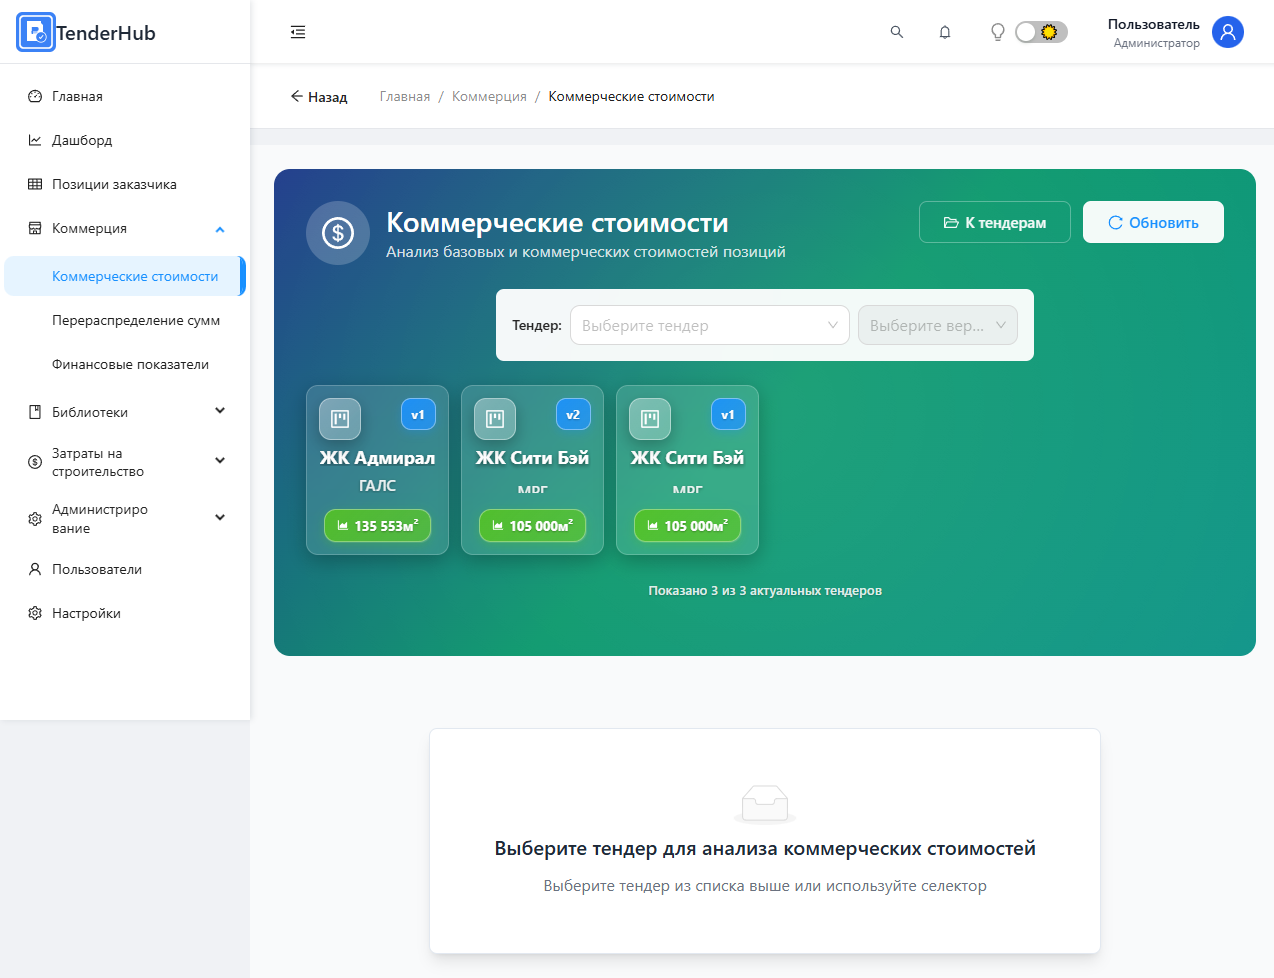 TenderHub
Пользователь
Администратор
Главная
Дашборд
Позиции заказчика
Коммерция
Коммерческие стоимости
Перераспределение сумм
Финансовые показатели
Библиотеки
Затраты на
строительство
Администриро
вание
Пользователи
Настройки
Назад
Главная / Коммерция / Коммерческие стоимости
Коммерческие стоимости
Анализ базовых и коммерческих стоимостей позиций
К тендерам
Обновить
Тендер:
Выберите тендер
Выберите вер...
v1
ЖК Адмирал
ГАЛС
135 553м²
v2
ЖК Сити Бэй
МРГ
105 000м²
v1
ЖК Сити Бэй
МРГ
105 000м²
Показано 3 из 3 актуальных тендеров
Выберите тендер для анализа коммерческих стоимостей
Выберите тендер из списка выше или используйте селектор